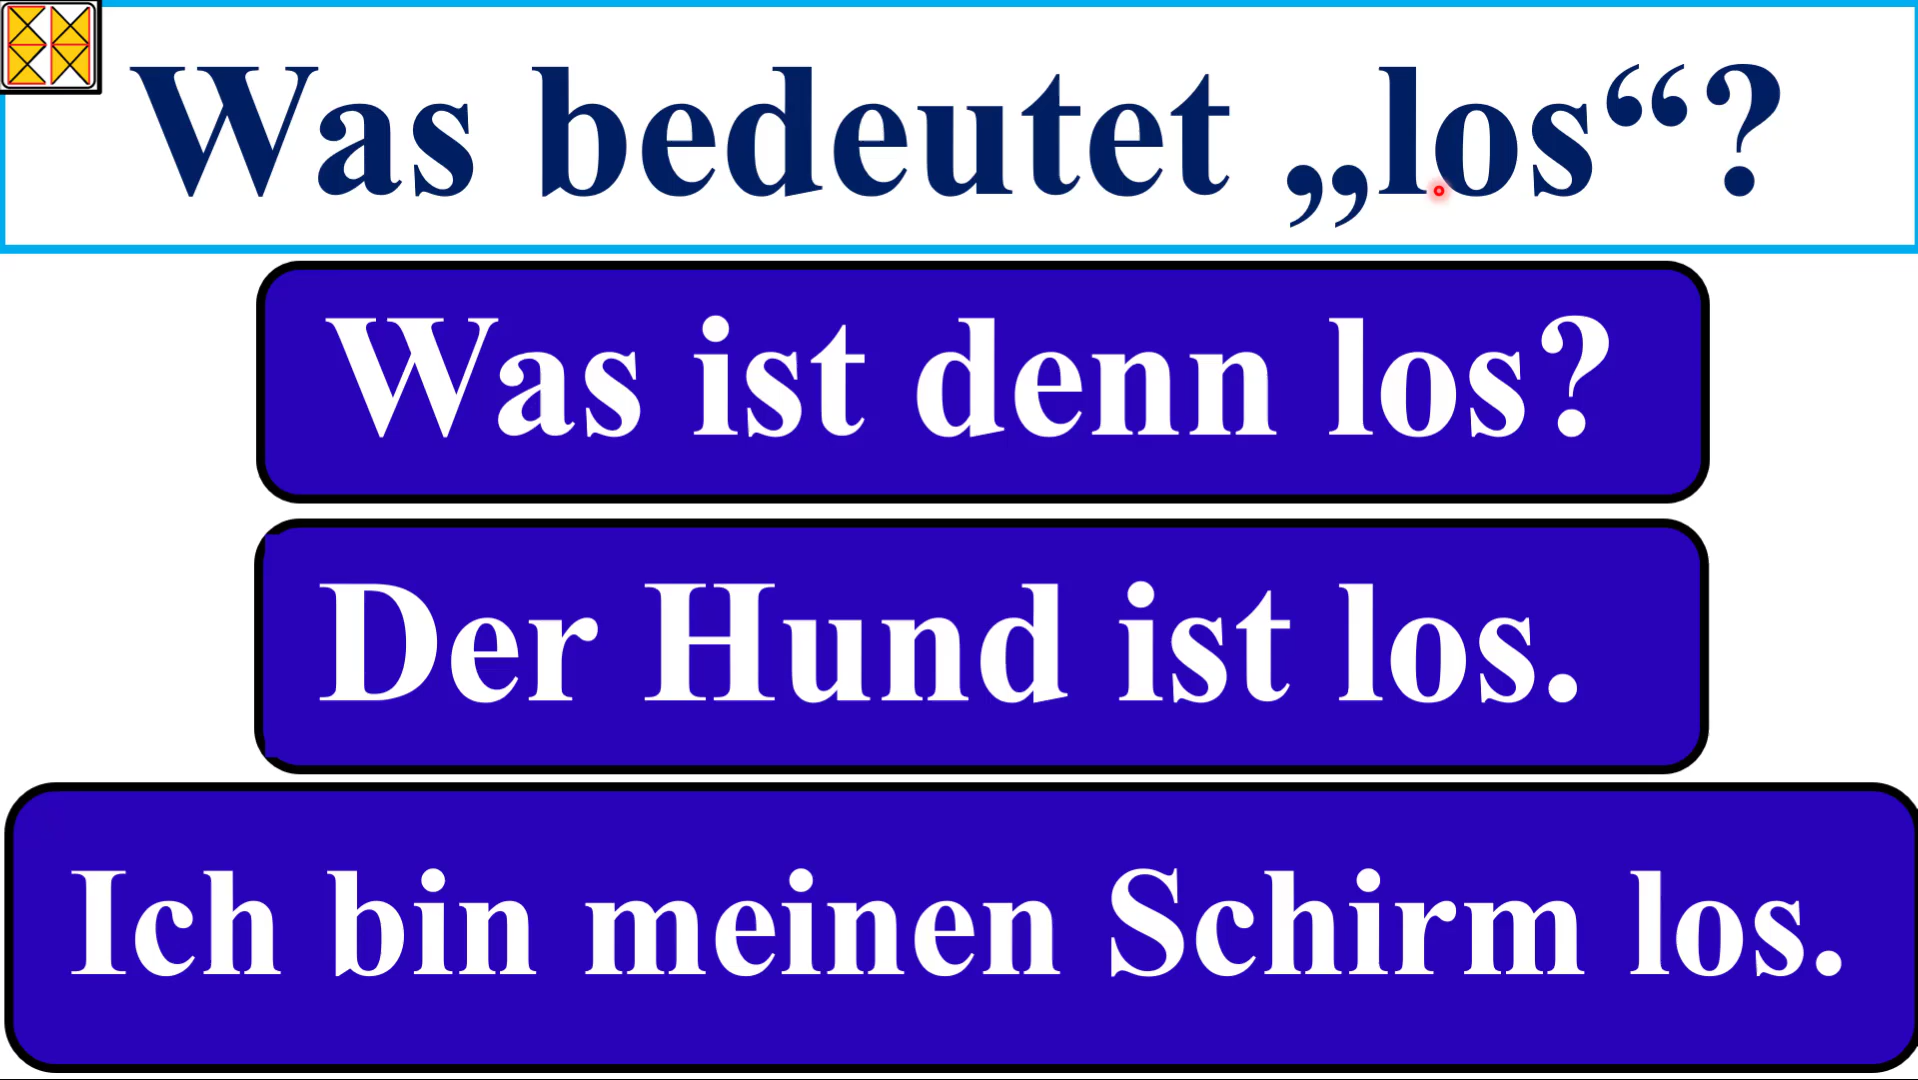 Was bedeutet „los“?
Was ist denn los?
Der Hund ist los.
Ich bin meinen Schirm los.